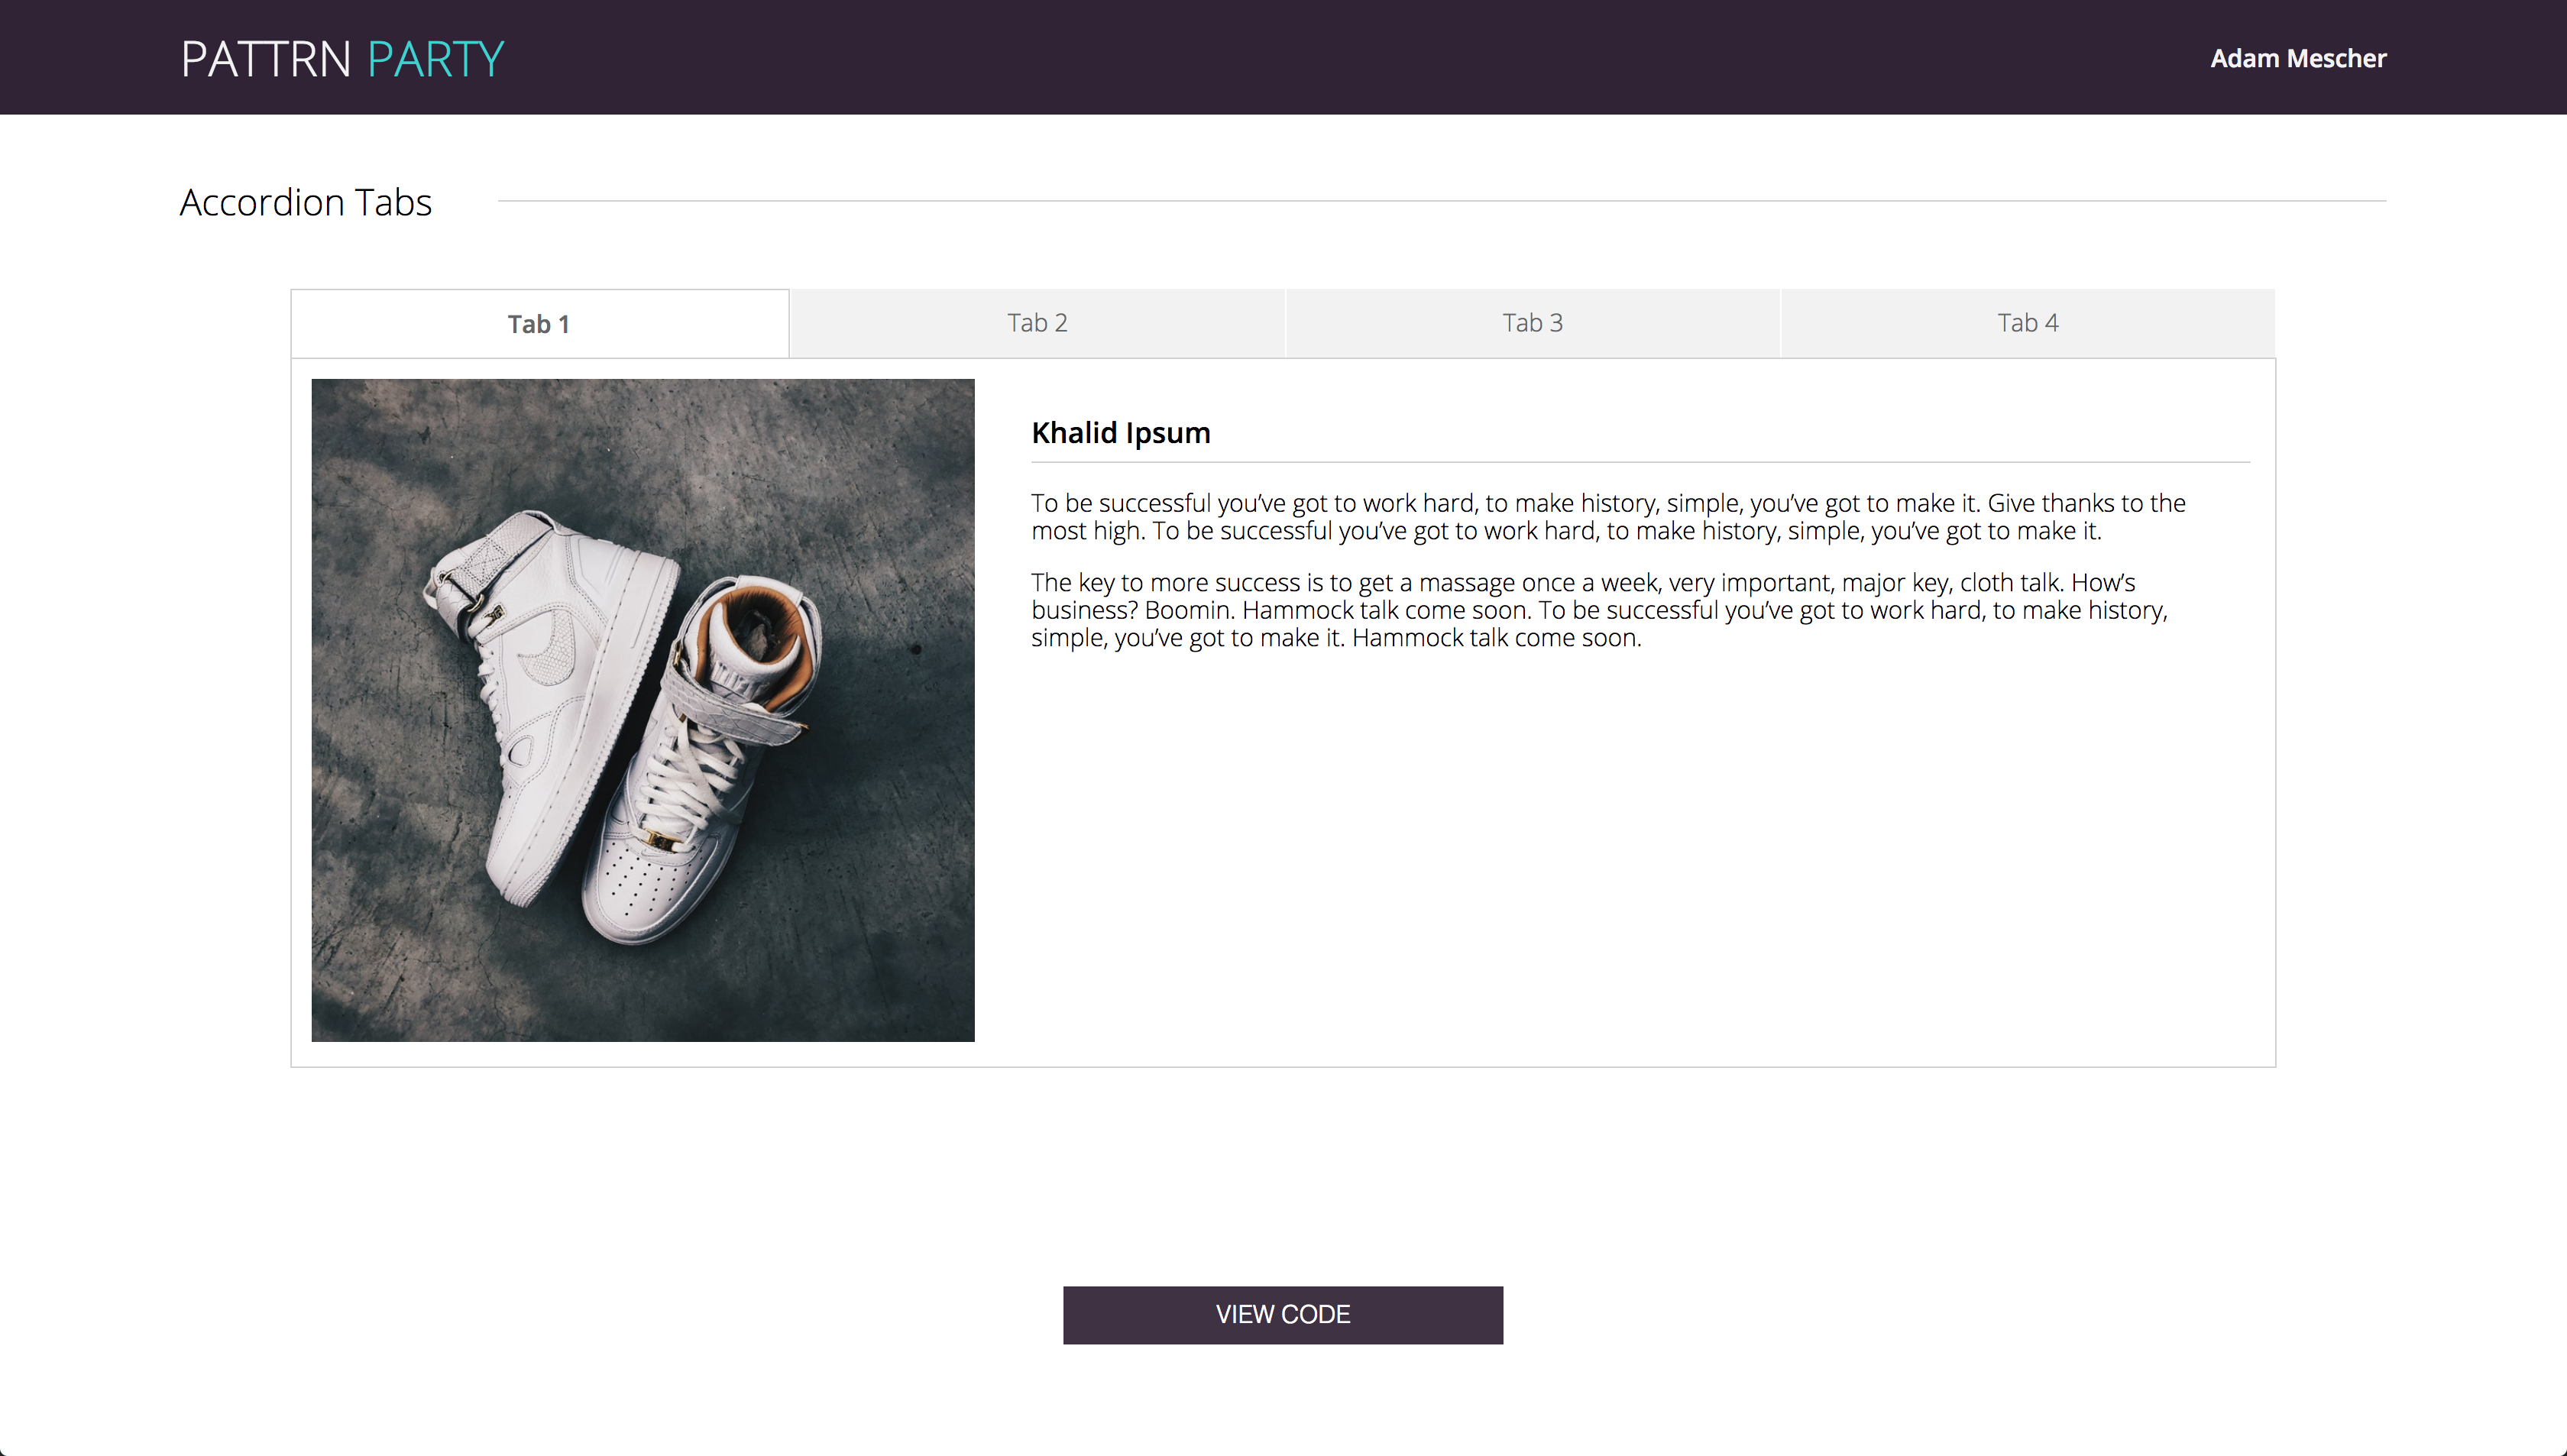 PATTRN PARTY
Adam Mescher
Accordion Tabs
Tab 1
Tab 2
Tab 3
Tab 4
Khalid Ipsum
To be successful you’ve got to work hard, to make history, simple, you’ve got to make it. Give thanks to the
most high. To be successful you’ve got to work hard, to make history, simple, you’ve got to make it.
The key to more success is to get a massage once a week, very important, major key, cloth talk. How’s
business? Boomin. Hammock talk come soon. To be successful you’ve got to work hard, to make history,
simple, you’ve got to make it. Hammock talk come soon.
VIEW CODE